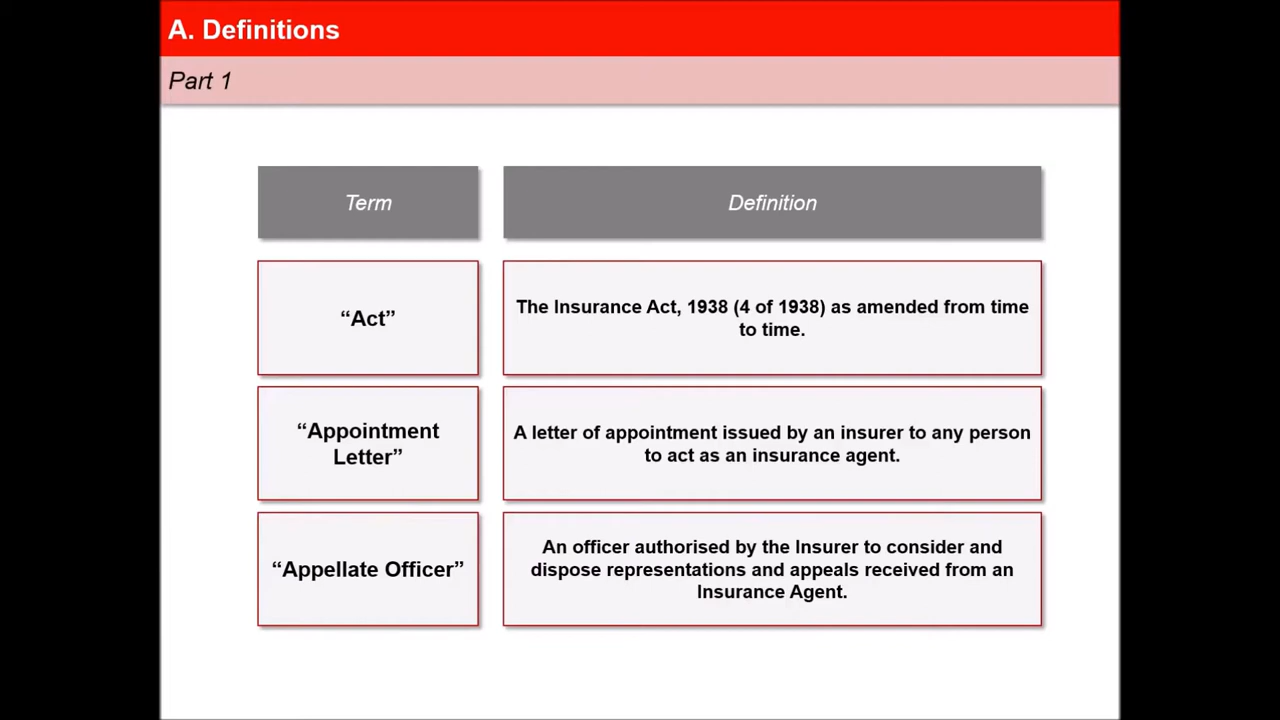 A. Definitions
Part 1
Term
Definition
“Act”
The Insurance Act, 1938 (4 of 1938) as amended from time
to time.
“Appointment
Letter”
A letter of appointment issued by an insurer to any person
to act as an insurance agent.
“Appellate Officer”
An officer authorised by the Insurer to consider and
dispose representations and appeals received from an
Insurance Agent.